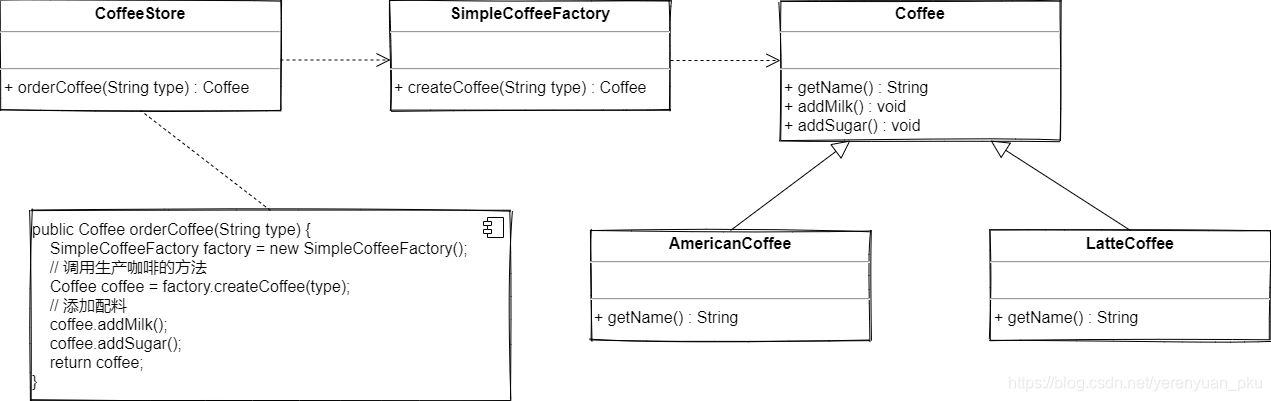 CoffeeStore
+ orderCoffee(String type) : Coffee
SimpleCoffeeFactory
+ createCoffee(String type) : Coffee
Coffee
+ getName() : String
+ addMilk() : void
+ addSugar() : void
public Coffee orderCoffee(String type) {
SimpleCoffeeFactory factory = new SimpleCoffeeFactory();
// 调用生产咖啡的方法
Coffee coffee = factory.createCoffee(type);
// 添加配料
coffee.addMilk();
coffee.addSugar();
return coffee;
}
AmericanCoffee
+ getName() : String
LatteCoffee
+ getName() : String
https://blog.csdn.net/yerenyuan_pku